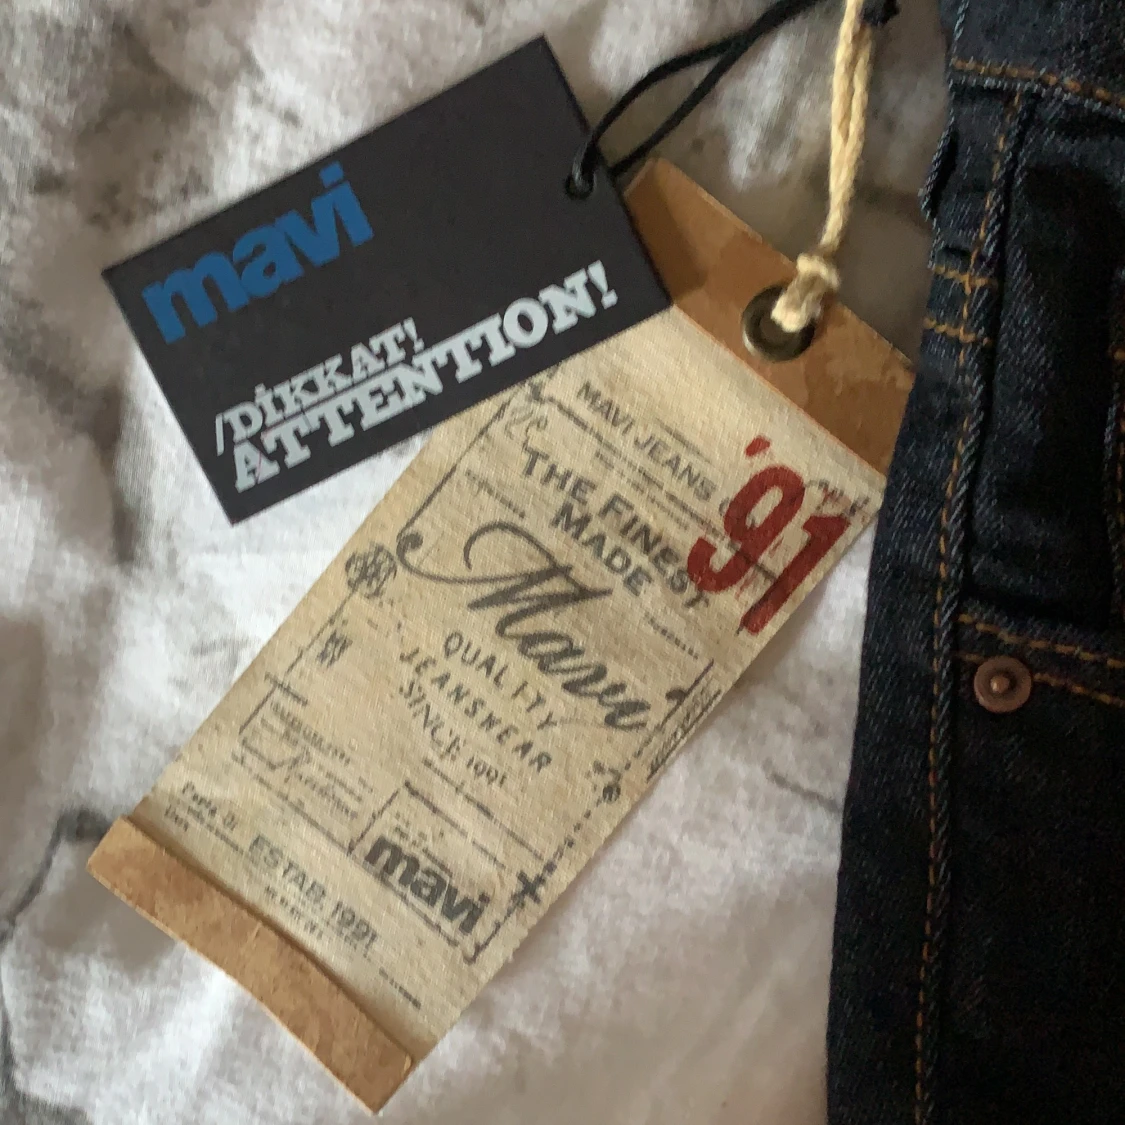 mavi
/DİKKAT!
ATTENTION!
MAVI JEANS
'91
THE FINEST
MADE
Mavi
QUALITY
JEANSWEAR
SINCE 1991
mavi
ESTAB. 1991